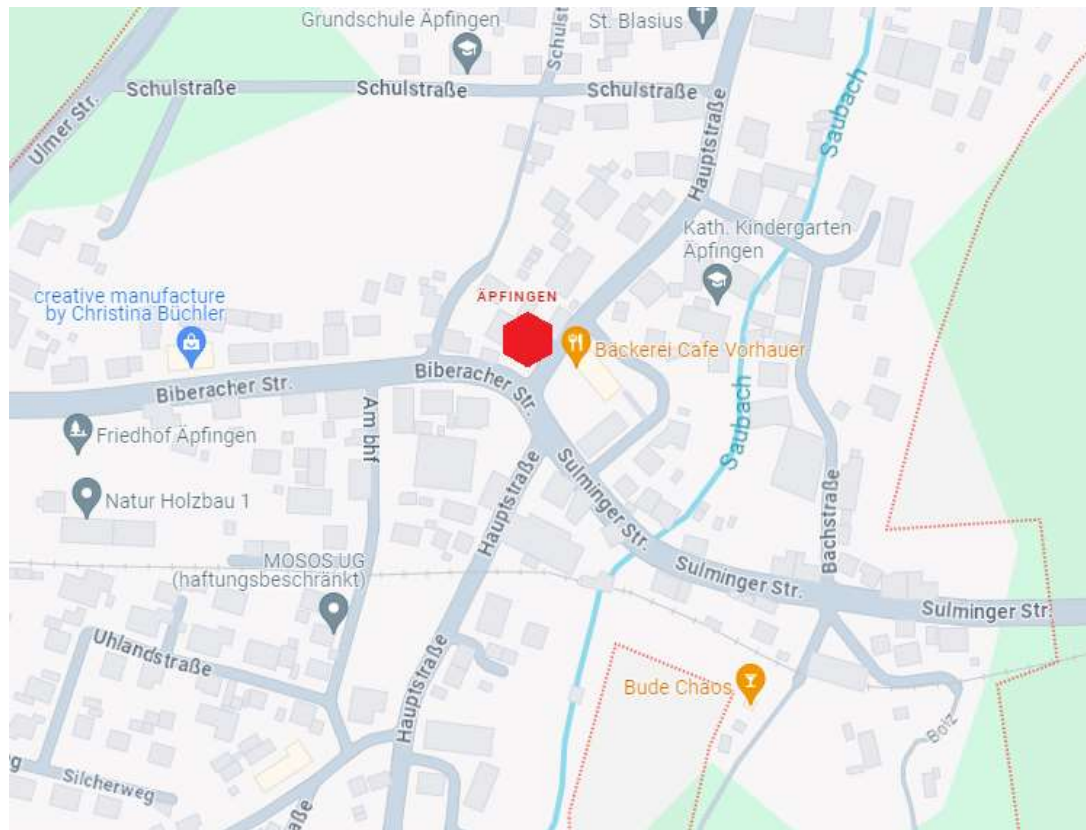 Grundschule Äpfingen
St. Blasius
Schulst
Schulstraße
Schulstraße
Schulstraße
Ulmer Str.
Saubach
Hauptstraße
Kath. Kindergarten
Äpfingen
creative manufacture
by Christina Büchler
ÄPFINGEN
Bäckerei Cafe Vorhauer
Biberacher Str.
Biberacher Str.
Am bhf
Friedhof Äpfingen
Saubach
Natur Holzbau 1
Hauptstraße
Sulminger Str.
Bachstraße
MOSOS UG
(haftungsbeschränkt)
Sulminger Str.
Sulminger Str.
Uhlandstraße
Hauptstraße
Bude Chaos
Bolz
g
Silcherweg
aße